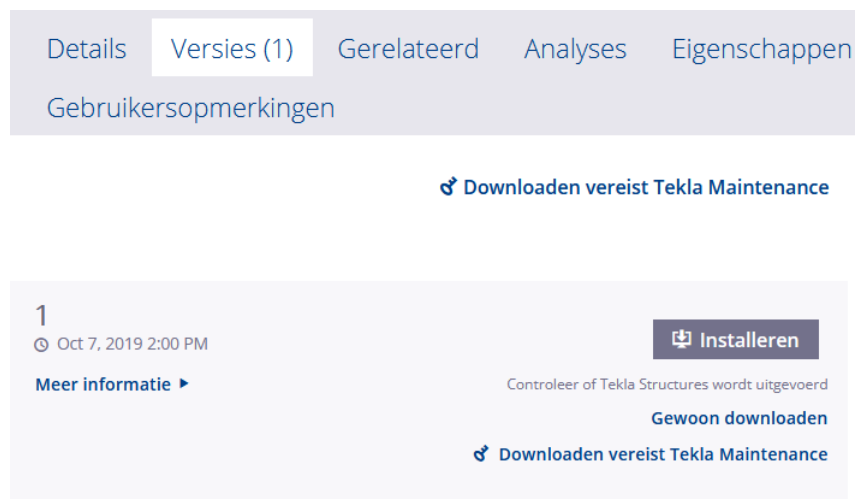 Details Versies (1) Gerelateerd Analyses Eigenschappen
Gebruikersopmerkingen
Downloaden vereist Tekla Maintenance
1
Oct 7, 2019 2:00 PM
Installeren
Meer informatie
Controleer of Tekla Structures wordt uitgevoerd
Gewoon downloaden
Downloaden vereist Tekla Maintenance